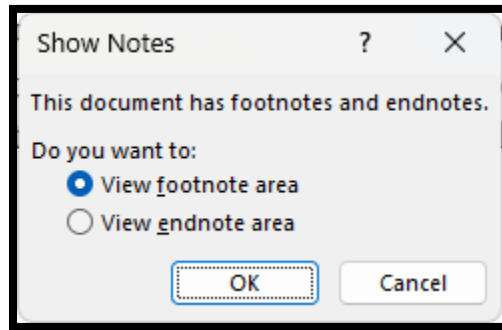 Show Notes ?
This document has footnotes and endnotes.
Do you want to:
View footnote area
View endnote area
OK Cancel